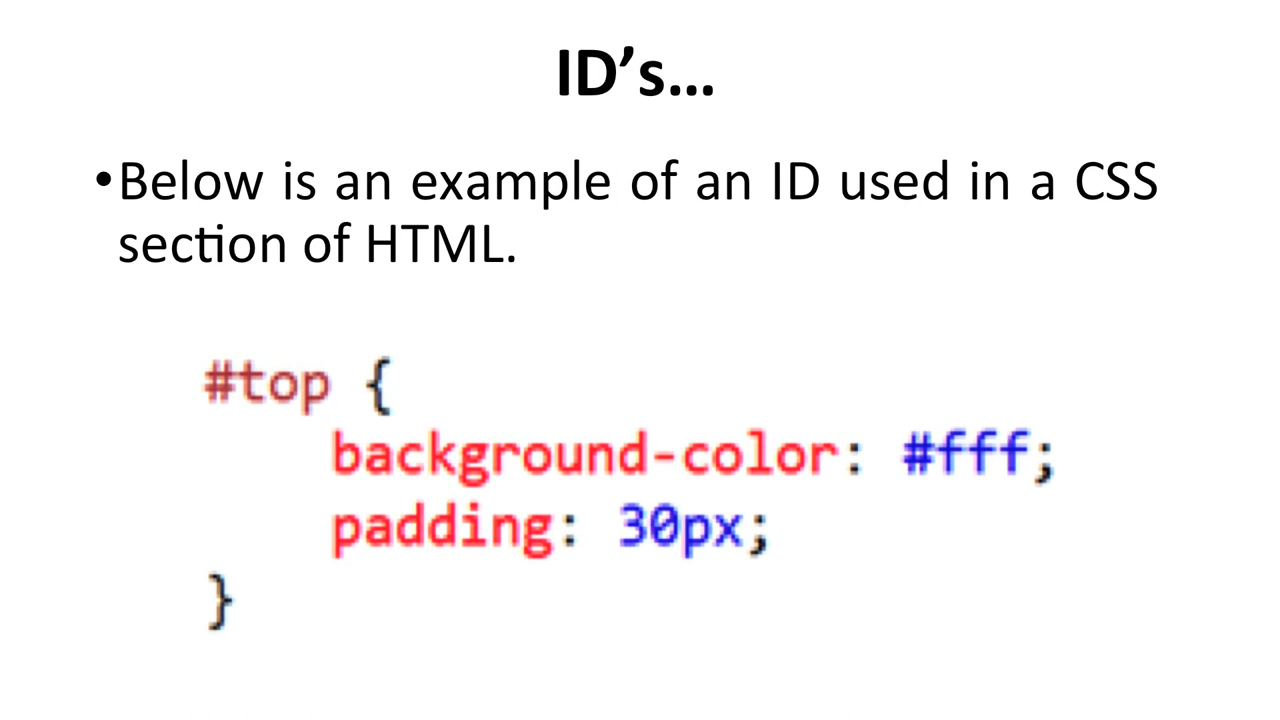 ID’s…
•Below is an example of an ID used in a CSS
section of HTML.
#top {
    background-color: #fff;
    padding: 30px;
}